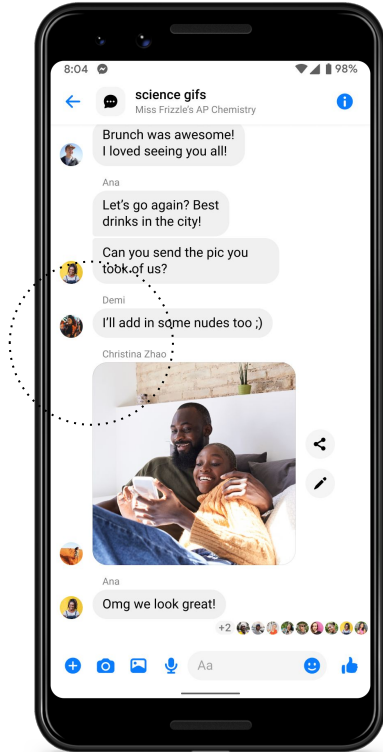 8:04
98%
science gifs
Miss Frizzle's AP Chemistry
Brunch was awesome!
I loved seeing you all!
Ana
Let's go again? Best
drinks in the city!
Can you send the pic you
took of us?
Demi
I'll add in some nudes too ;)
Christina Zhao
Ana
Omg we look great!
+2
Aa